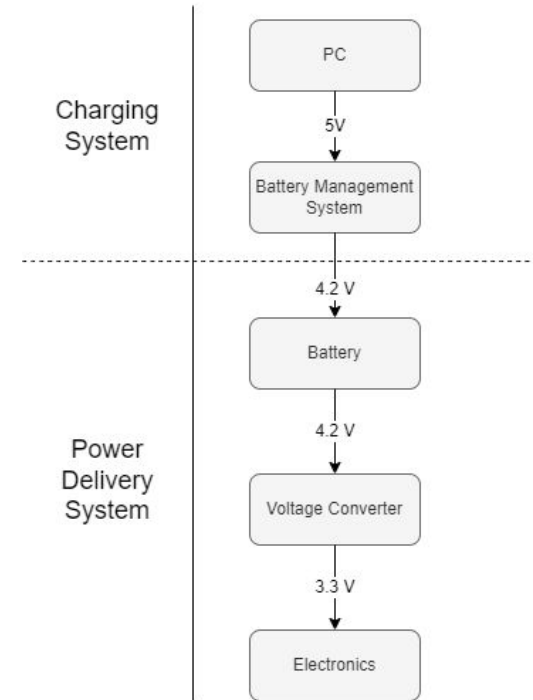 PC
Charging
System
5V
Battery Management
System
4.2 V
Battery
4.2 V
Power
Delivery
System
Voltage Converter
3.3 V
Electronics